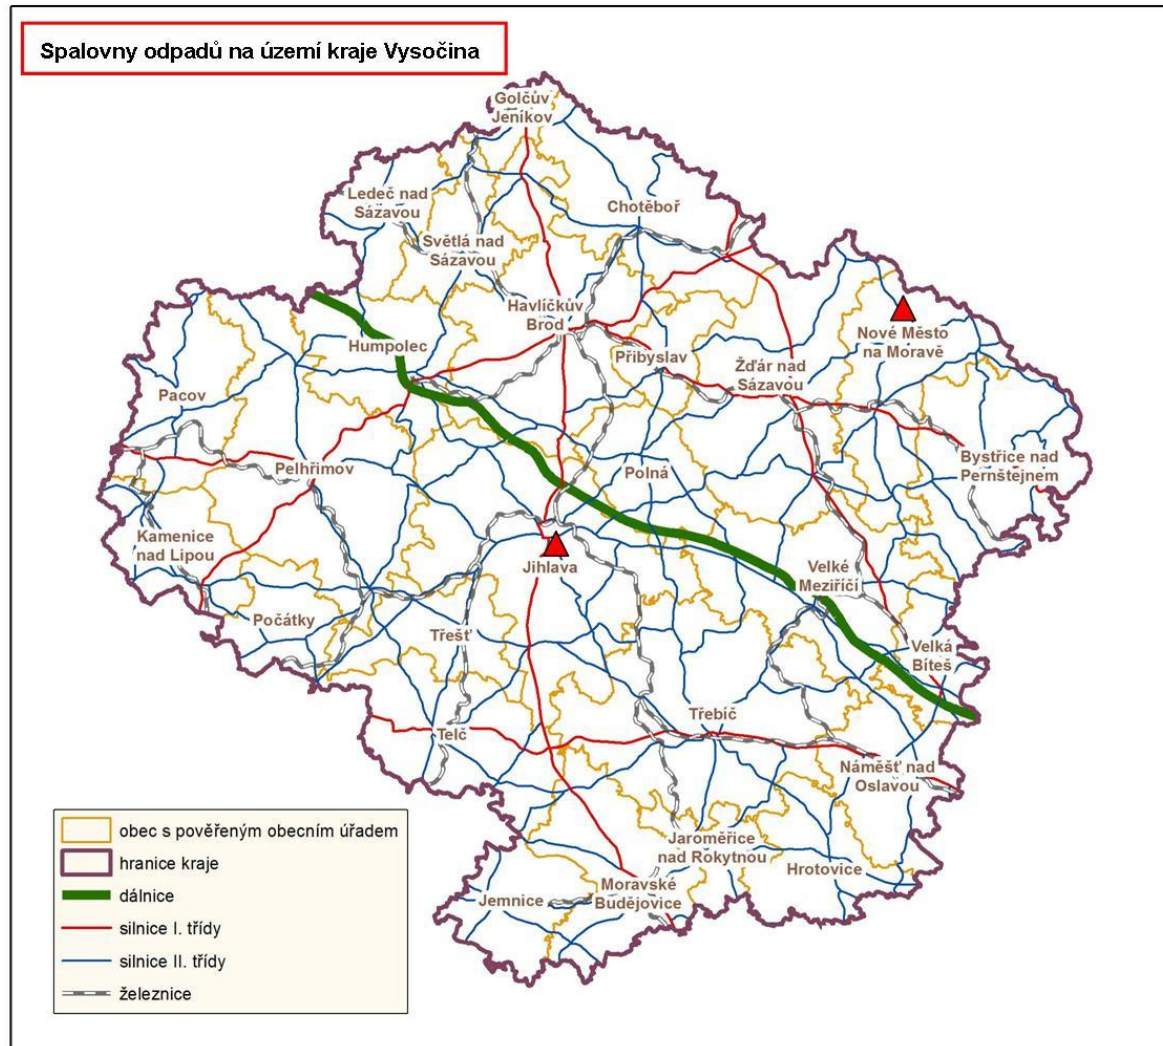 Spalovny odpadů na území kraje Vysočina
Golčův
Jeníkov
Ledeč nad
Sázavou
Chotěboř
Světlá nad
Sázavou
Havlíčkův
Brod
Nové Město
na Moravě
Humpolec
Přibyslav
Žďár nad
Sázavou
Pacov
Pelhřimov
Polná
Bystřice nad
Pernštejnem
Kamenice
nad Lipou
Jihlava
Velké
Meziříčí
Počátky
Třešť
Velká
Bíteš
Třebíč
Telč
Náměšť nad
Oslavou
Jaroměřice
nad Rokytnou
Hrotovice
Moravské
Budějovice
Jemnice
obec s pověřeným obecním úřadem
hranice kraje
dálnice
silnice I. třídy
silnice II. třídy
železnice